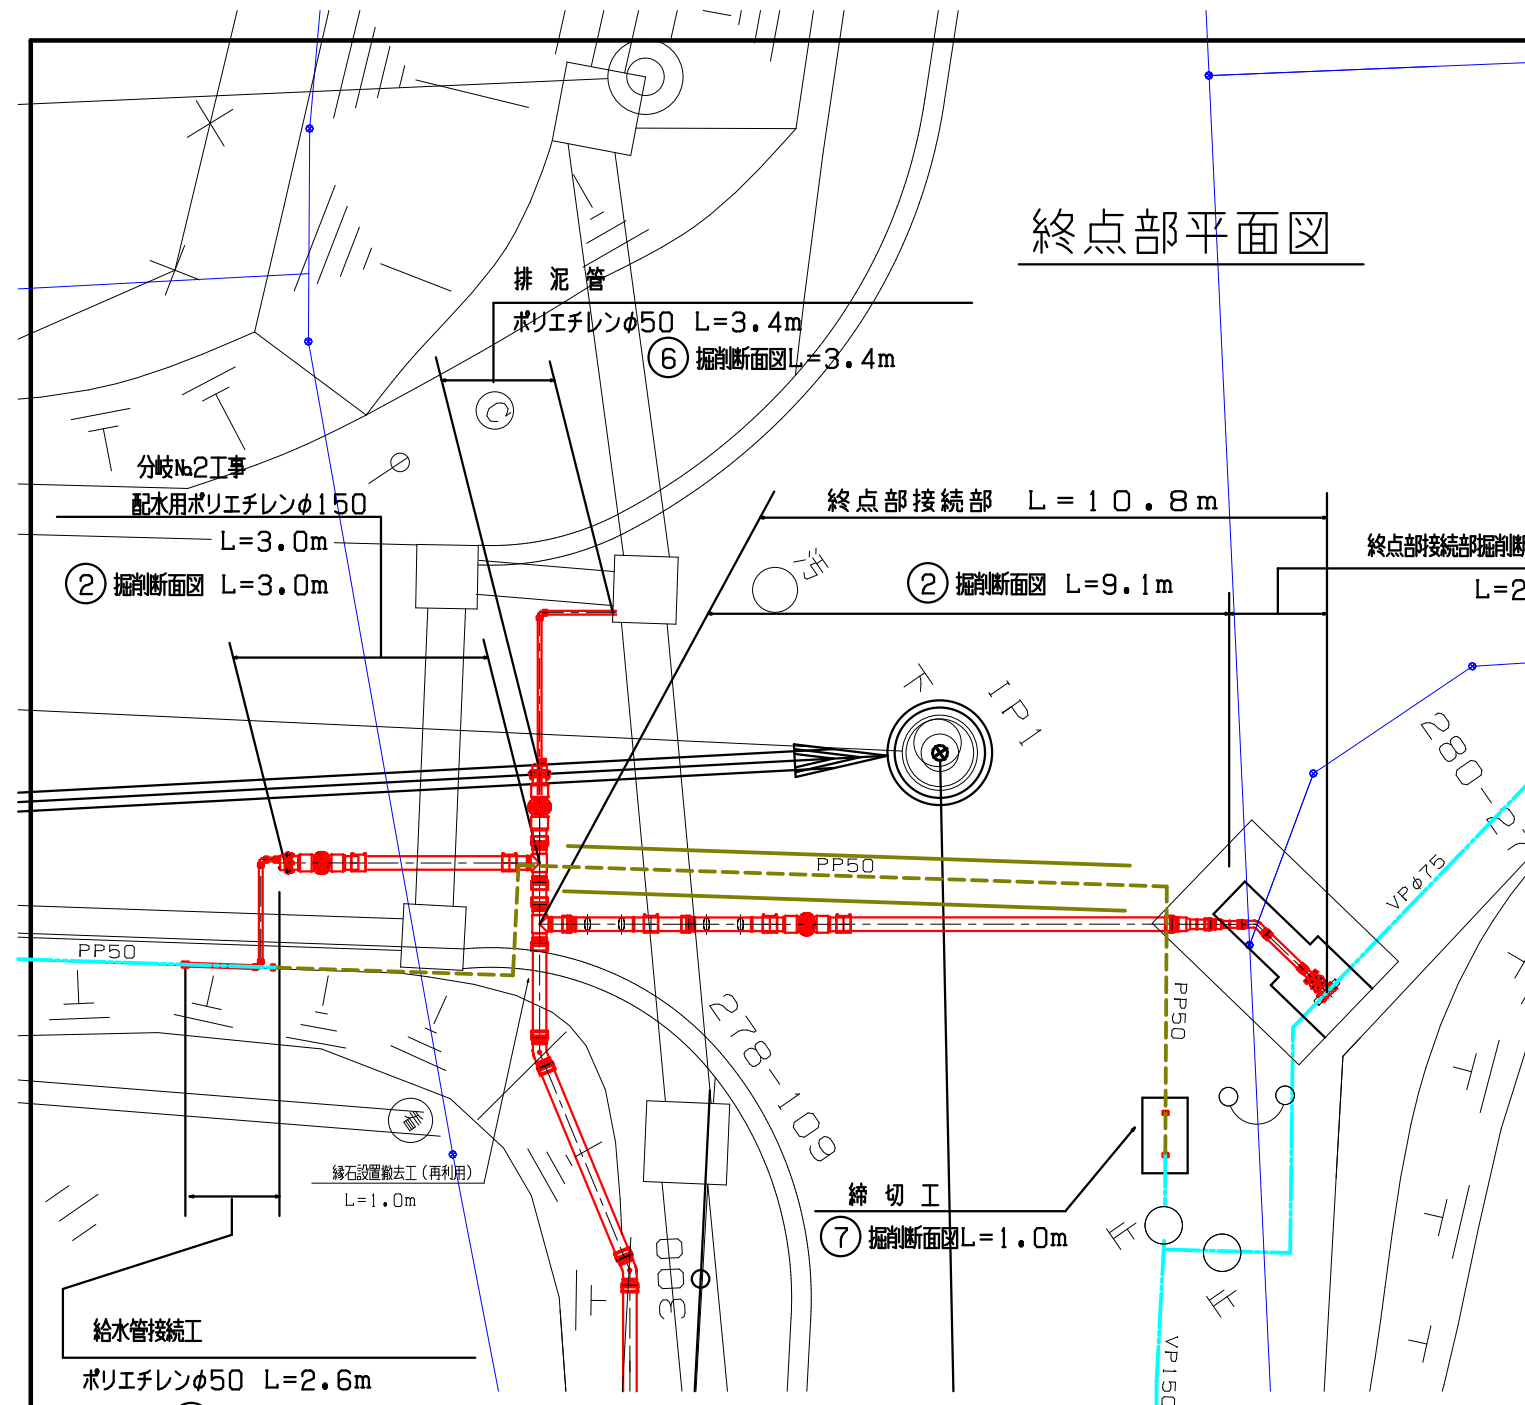 終点部平面図
排泥管
ポリエチレンφ50 L=3.4m
⑥ 掘削断面図L=3.4m
分岐№2工事
配水用ポリエチレンφ150
L=3.0m
② 掘削断面図 L=3.0m
終点部接続部 L=10.8m
終点部接続部掘削断
② 掘削断面図 L=9.1m
L=2
汚
下
IP1
280-27
PP50
VPφ75
PP50
PP50
278-109
縁石設置撤去工(再利用)
L=1.0m
締切工
⑦ 掘削断面図L=1.0m
止
止
300
給水管接続工
ポリエチレンφ50 L=2.6m
VP150